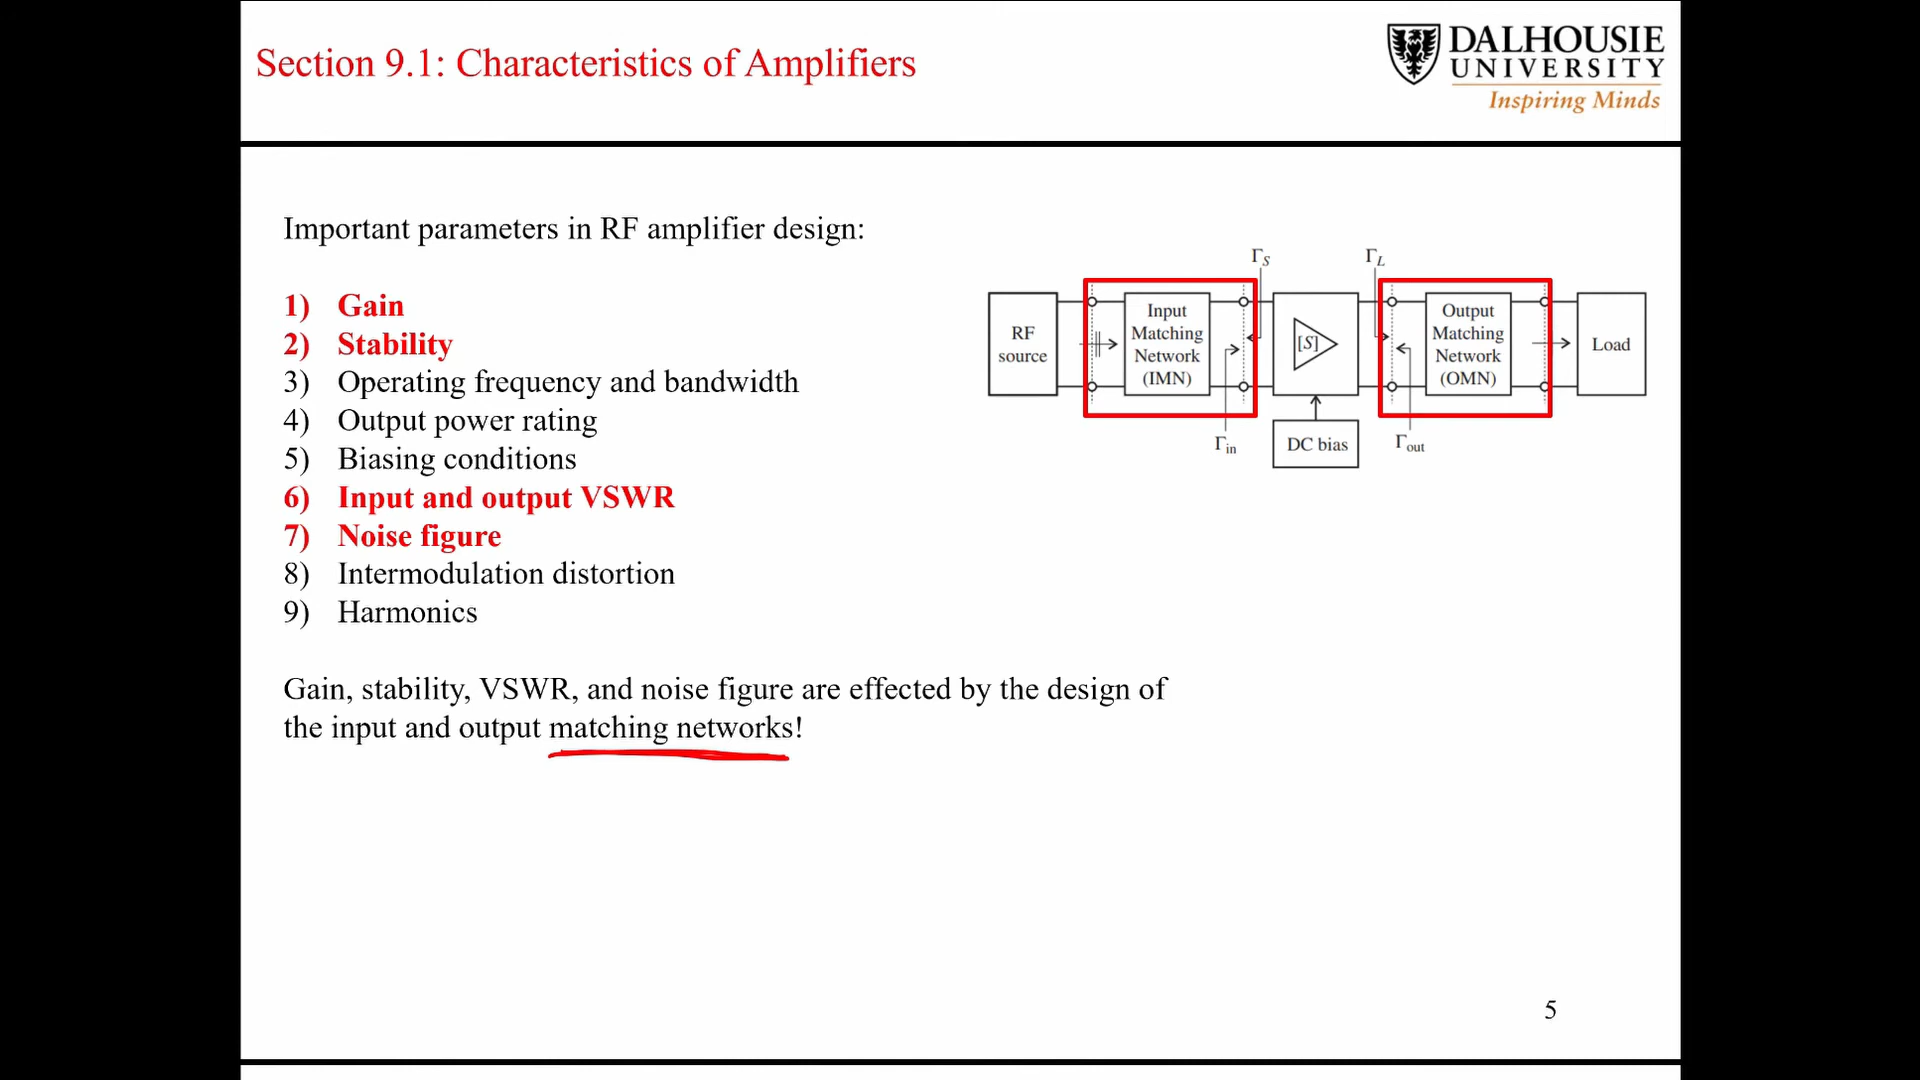 Section 9.1: Characteristics of Amplifiers
DALHOUSIE
UNIVERSITY
Inspiring Minds
Important parameters in RF amplifier design:
1) Gain
2) Stability
3) Operating frequency and bandwidth
4) Output power rating
5) Biasing conditions
6) Input and output VSWR
7) Noise figure
8) Intermodulation distortion
9) Harmonics
Gain, stability, VSWR, and noise figure are effected by the design of
the input and output matching networks!
ΓS
ΓL
RF
source
Input
Matching
Network
(IMN)
[S]
Output
Matching
Network
(OMN)
Load
Γin
DC bias
Γout
5